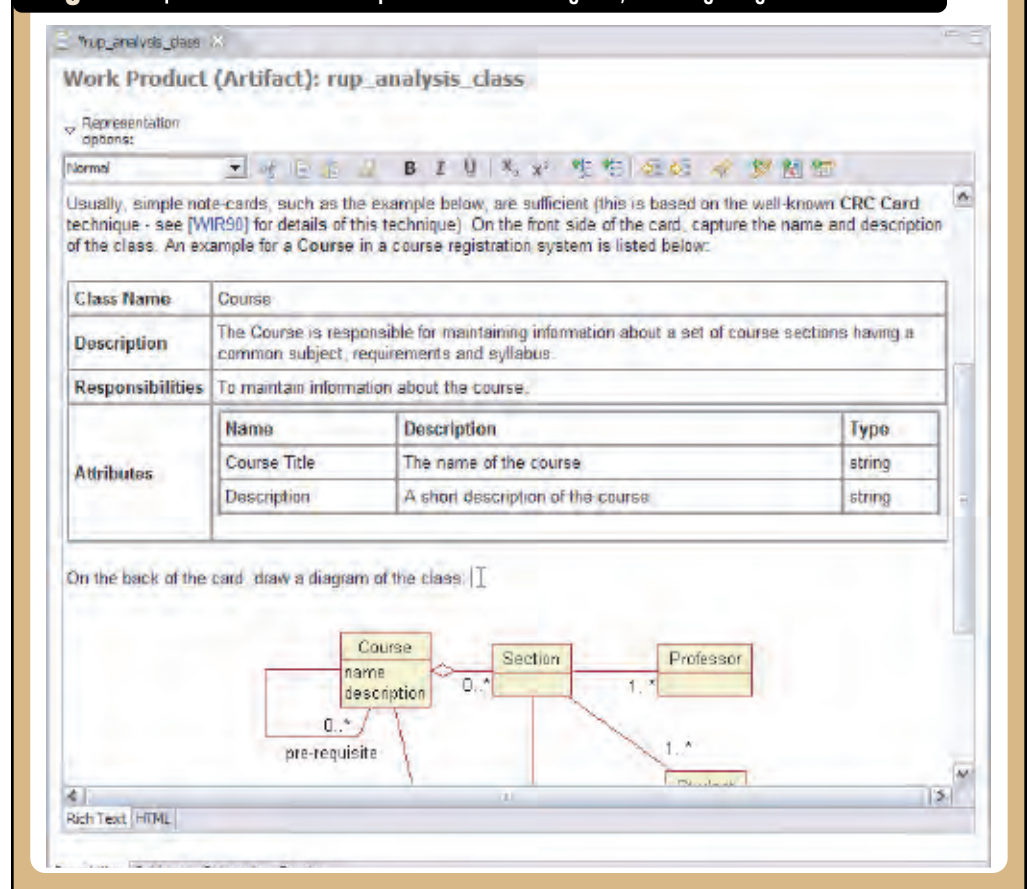 *rup_analysis_class
Work Product (Artifact): rup_analysis_class
Representation
options:
Normal
B I U X₂ x²
Usually, simple note-cards, such as the example below, are sufficient (this is based on the well-known CRC Card
technique - see [WIR90] for details of this technique). On the front side of the card, capture the name and description
of the class. An example for a Course in a course registration system is listed below:
Class Name Course
Description The Course is responsible for maintaining information about a set of course sections having a
common subject, requirements and syllabus.
Responsibilities To maintain information about the course.
Attributes
Name Description Type
Course Title The name of the course string
Description A short description of the course string
On the back of the card, draw a diagram of the class:
Course
name
description
Section
Professor
0..*
1..*
0..*
pre-requisite
1..*
Rich Text HTML